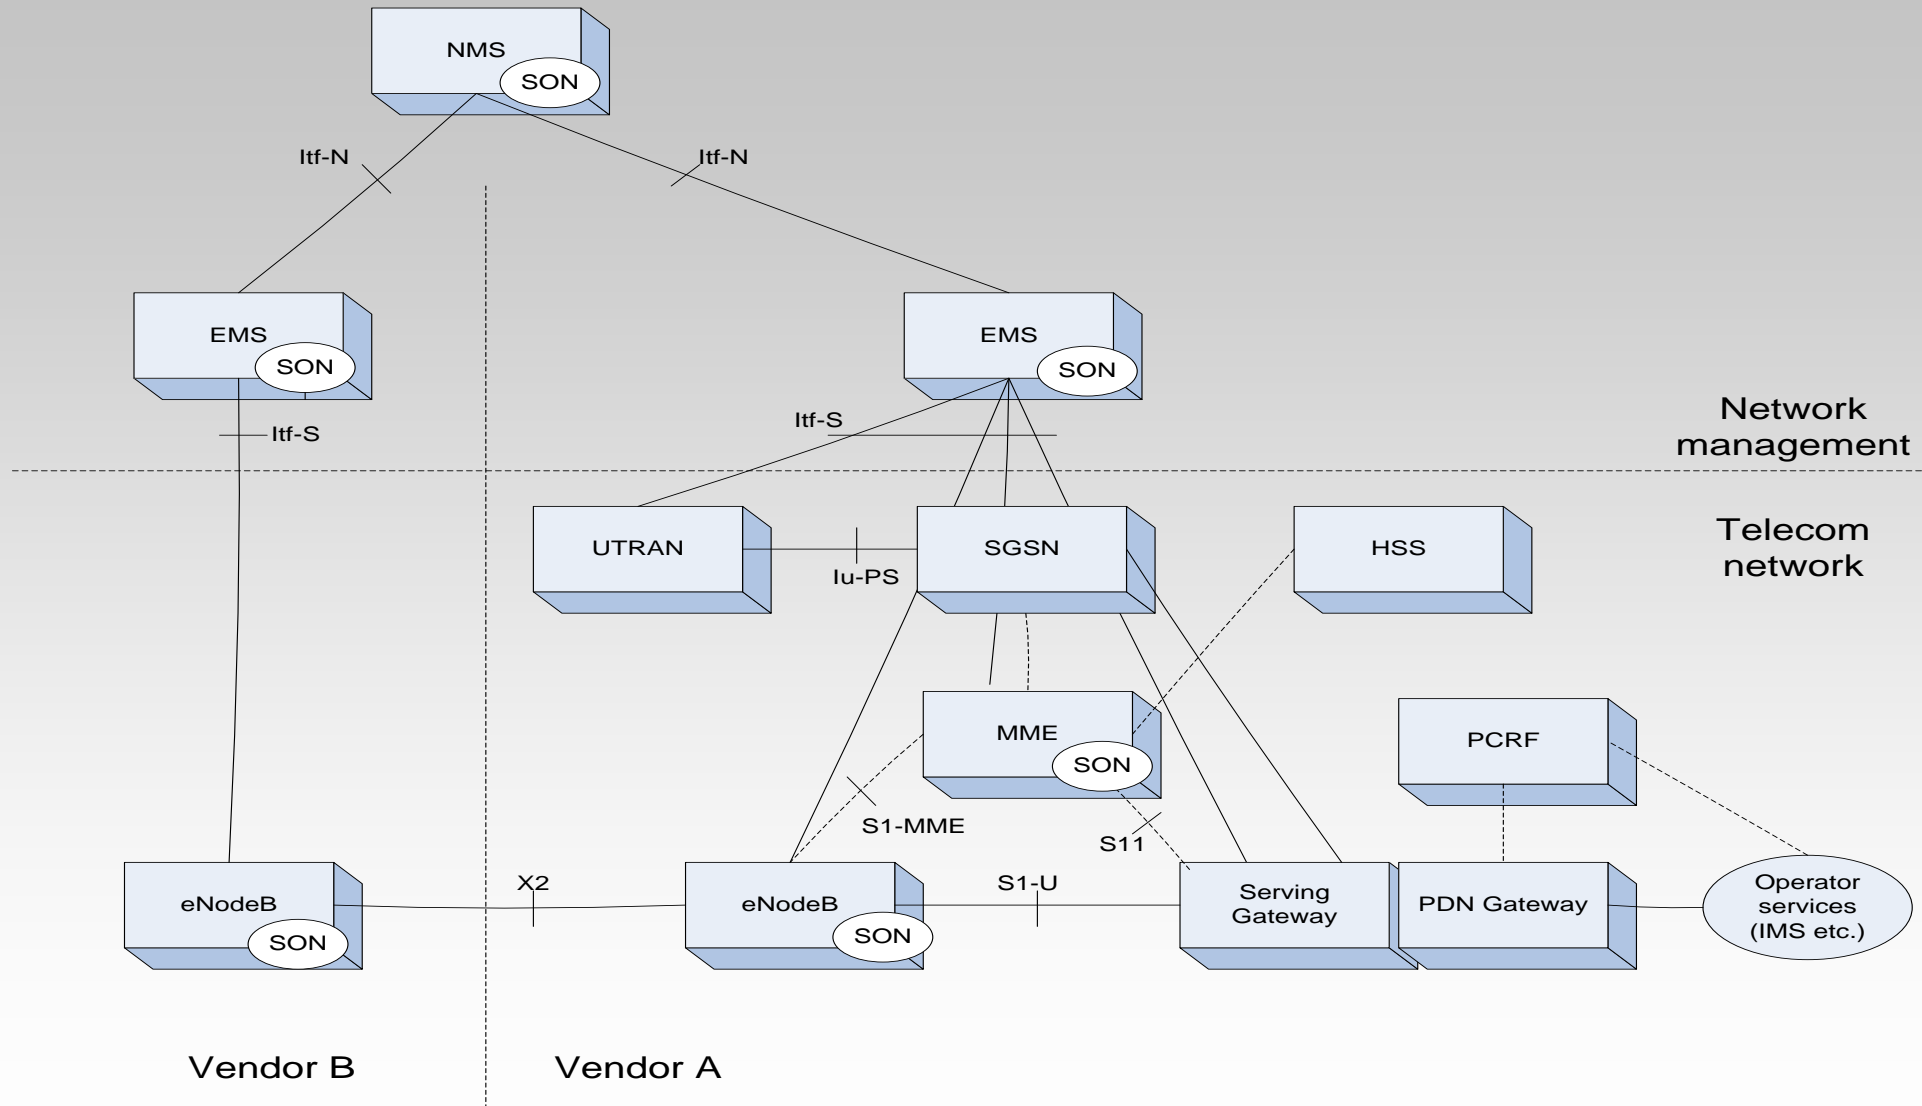 NMS
SON
Itf-N
Itf-N
EMS
SON
EMS
SON
Itf-S
Itf-S
Network
management
Telecom
network
UTRAN
Iu-PS
SGSN
HSS
MME
SON
PCRF
S1-MME
S11
eNodeB
SON
X2
eNodeB
SON
S1-U
Serving
Gateway
PDN Gateway
Operator
services
(IMS etc.)
Vendor B
Vendor A